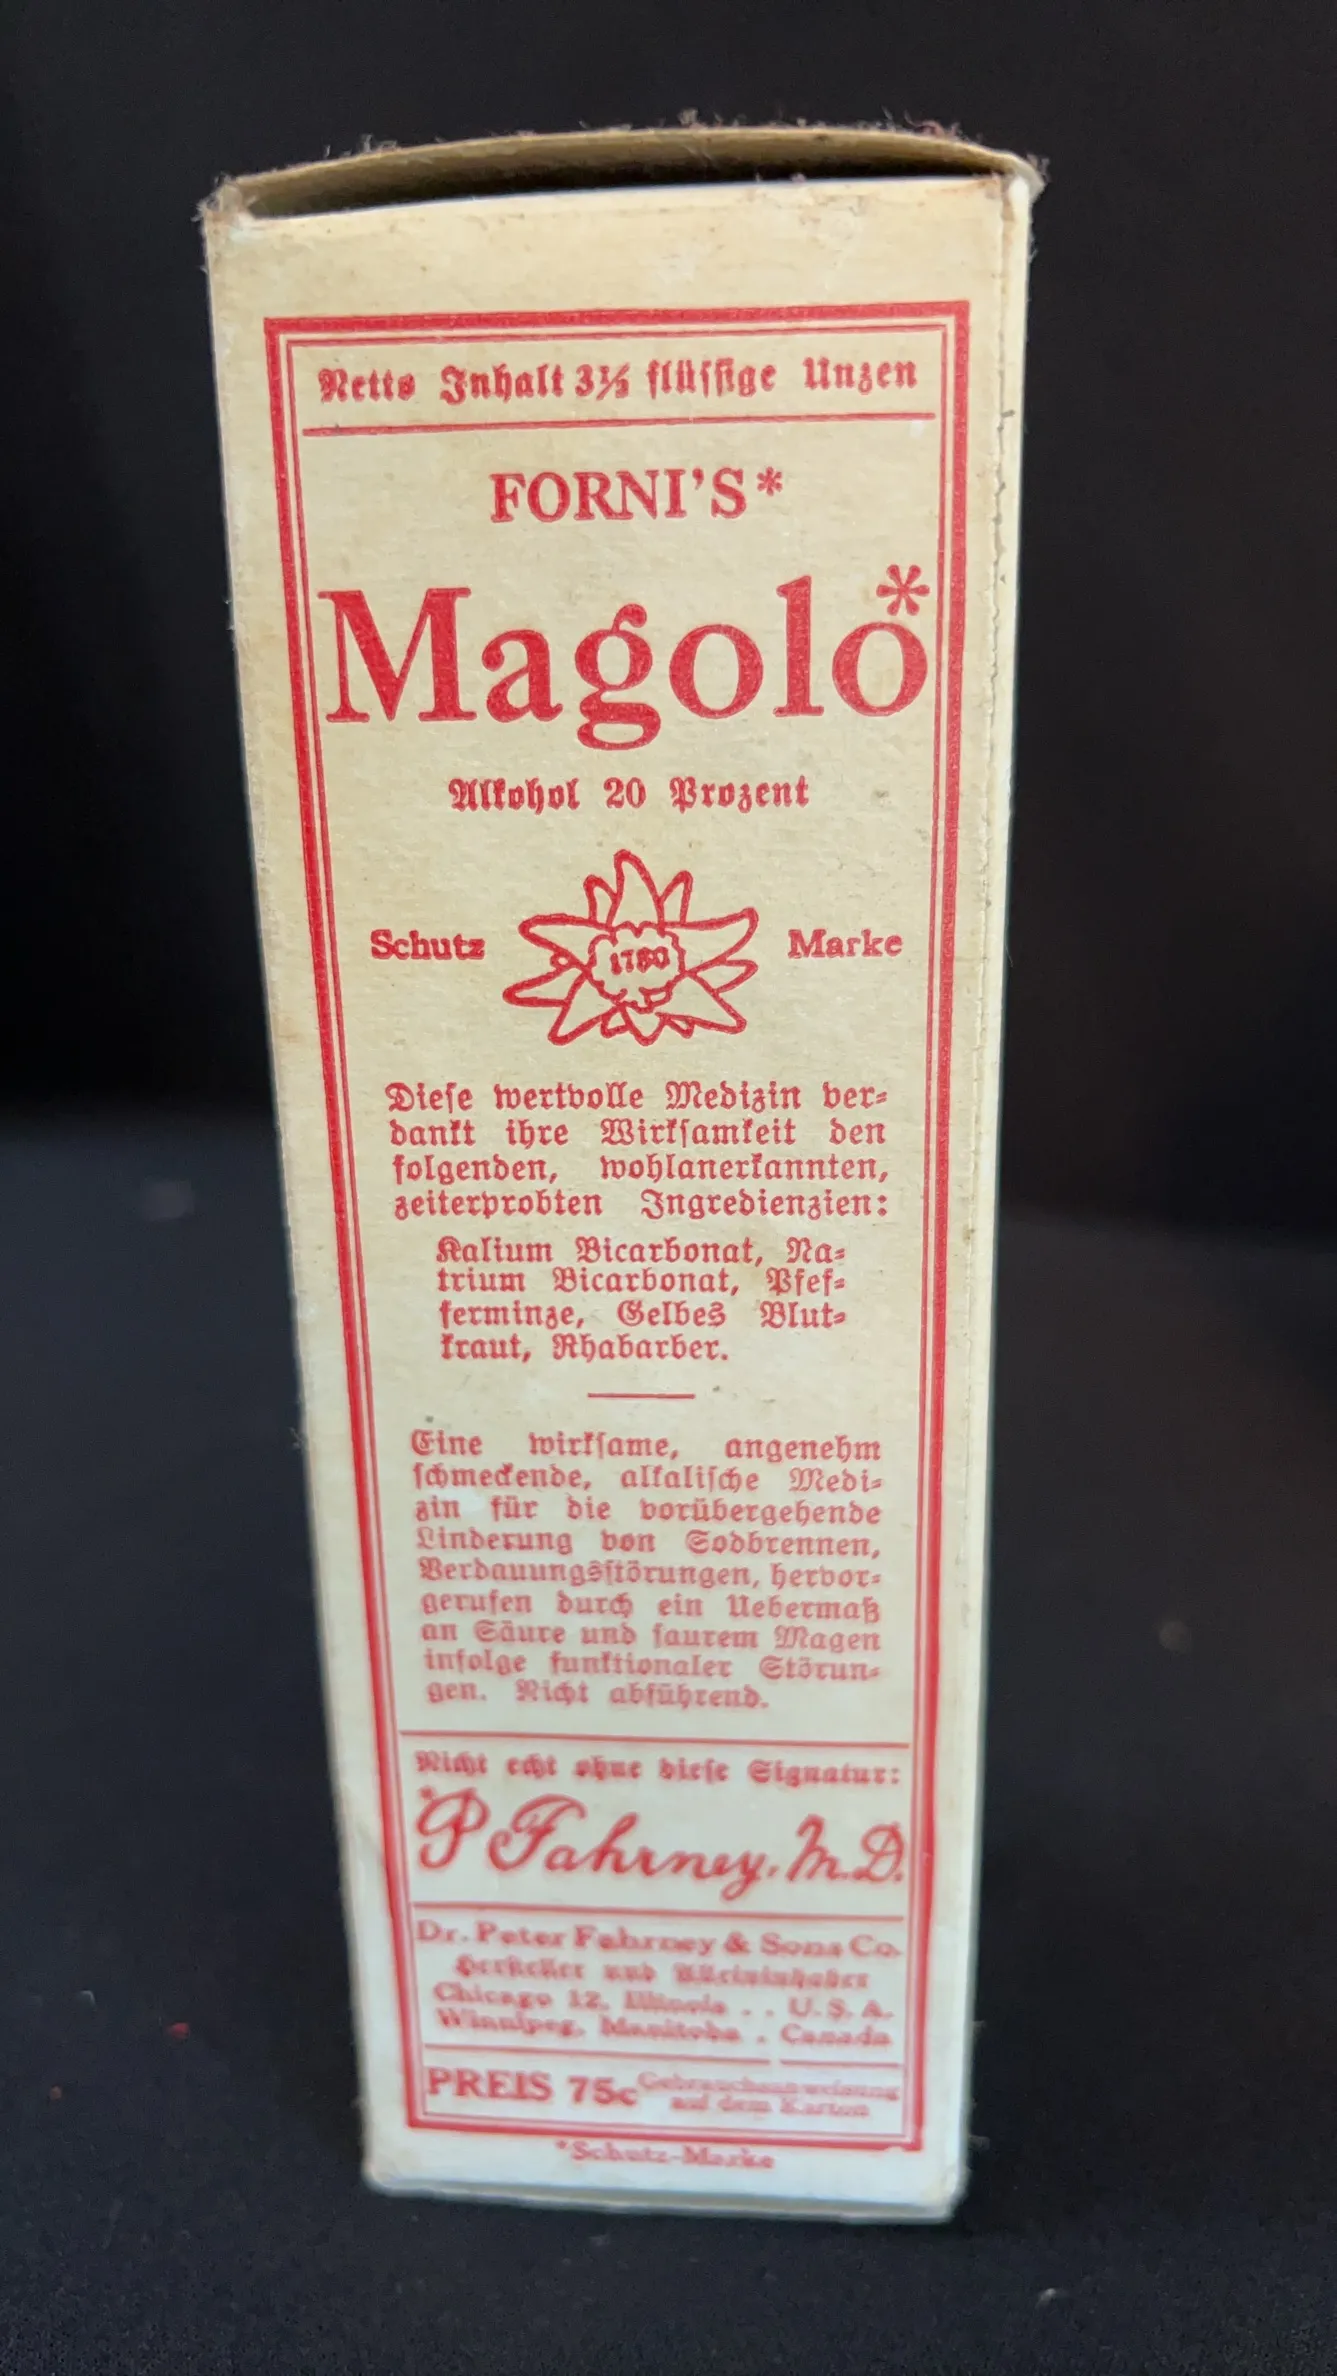 Netto Inhalt 3½ flüssige Unzen
FORNI'S*
Magolo*
Alkohol 20 Prozent
Schutz 1780 Marke
Diese wertvolle Medizin ver-
dankt ihre Wirksamkeit den
folgenden, wohlanerkannten,
zeiterprobten Ingredienzien:
Kalium Bicarbonat, Na-
trium Bicarbonat, Pfef-
ferminze, Gelbes Blut-
kraut, Rhabarber.
Eine wirksame, angenehm
schmeckende, alkalische Medi-
zin für die vorübergehende
Linderung von Sodbrennen,
Verdauungsstörungen, hervor-
gerufen durch ein Uebermaß
an Säure und saurem Magen
infolge funktionaler Störun-
gen. Nicht abführend.
Nicht echt ohne diese Signatur:
*P Fahrney. M.D.
Dr. Peter Fahrney & Sons Co.
Hersteller und Alleininhaber
Chicago 12, Illinois . . U. S. A.
Winnipeg, Manitoba . Canada
PREIS 75c Gebrauchsanweisung
auf dem Karton
*Schutz-Marke